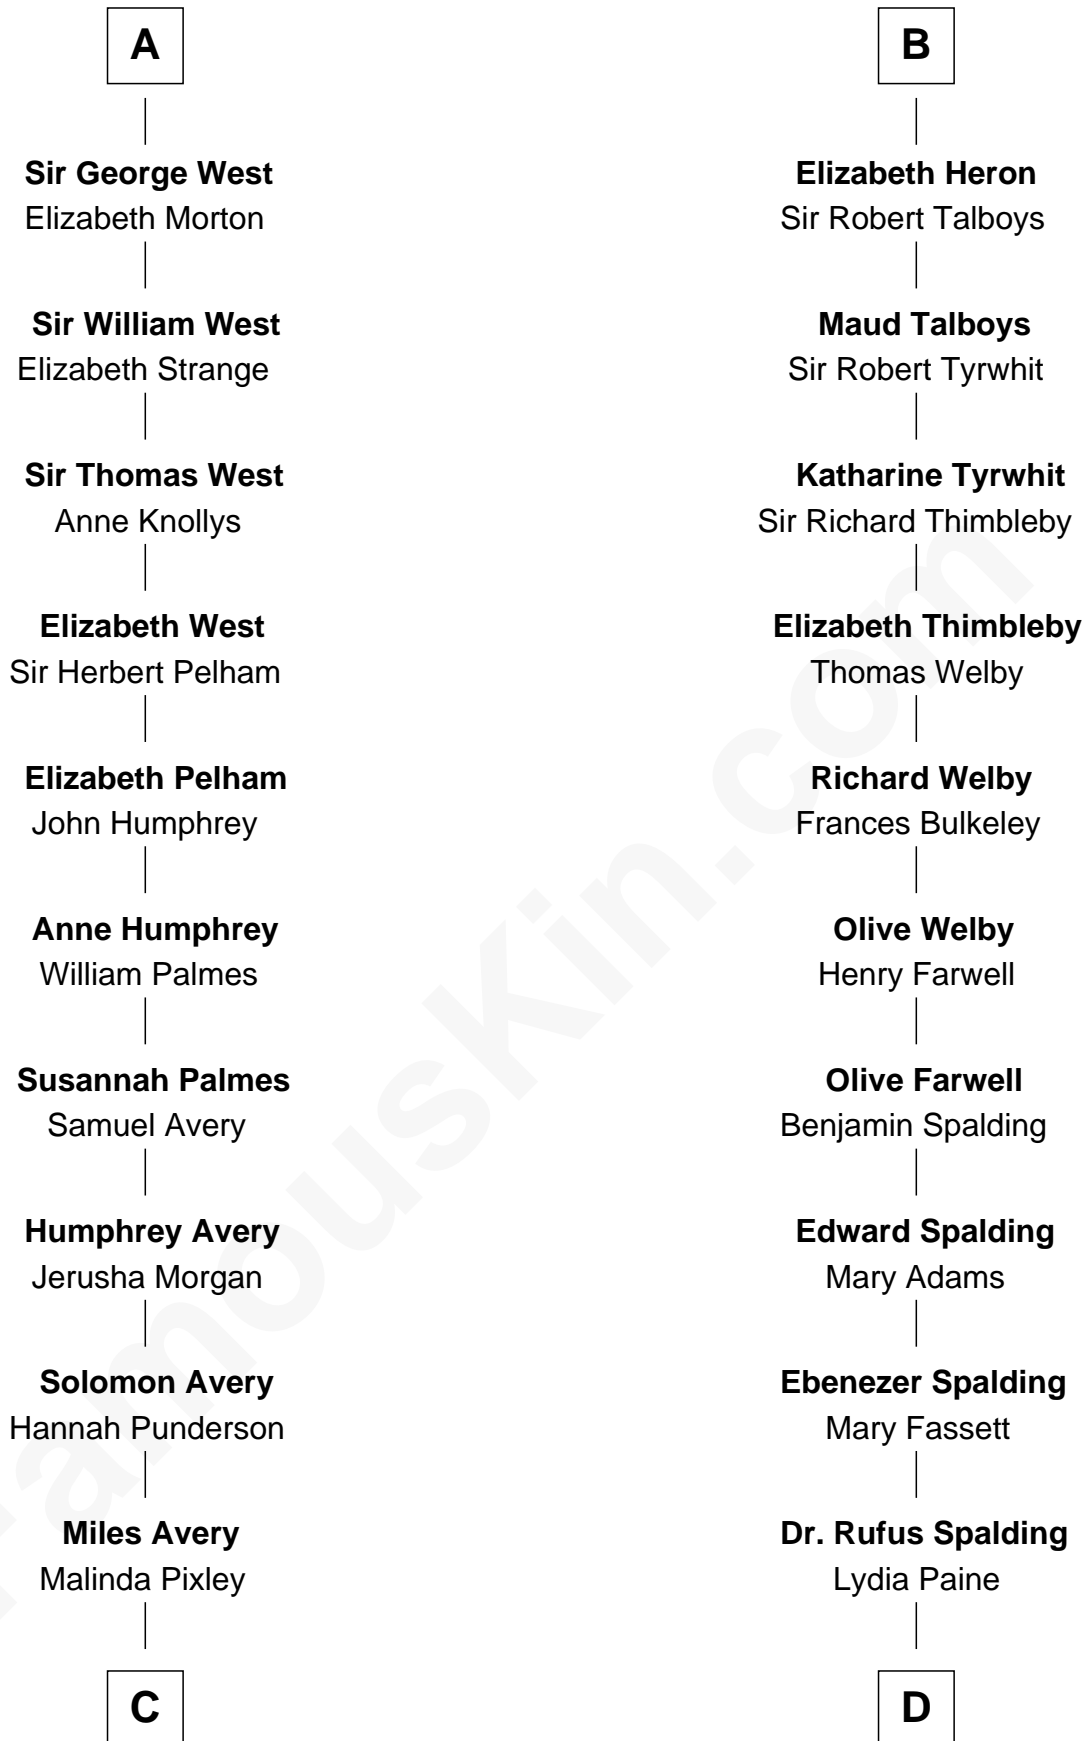 A
Sir George West
Elizabeth Morton
Sir William West
Elizabeth Strange
Sir Thomas West
Anne Knollys
Elizabeth West
Sir Herbert Pelham
Elizabeth Pelham
John Humphrey
Anne Humphrey
William Palmes
Susannah Palmes
Samuel Avery
Humphrey Avery
Jerusha Morgan
Solomon Avery
Hannah Punderson
Miles Avery
Malinda Pixley
C
B
Elizabeth Heron
Sir Robert Talboys
Maud Talboys
Sir Robert Tyrwhit
Katharine Tyrwhit
Sir Richard Thimbleby
Elizabeth Thimbleby
Thomas Welby
Richard Welby
Frances Bulkeley
Olive Welby
Henry Farwell
Olive Farwell
Benjamin Spalding
Edward Spalding
Mary Adams
Ebenezer Spalding
Mary Fassett
Dr. Rufus Spalding
Lydia Paine
D
FamousKin.com